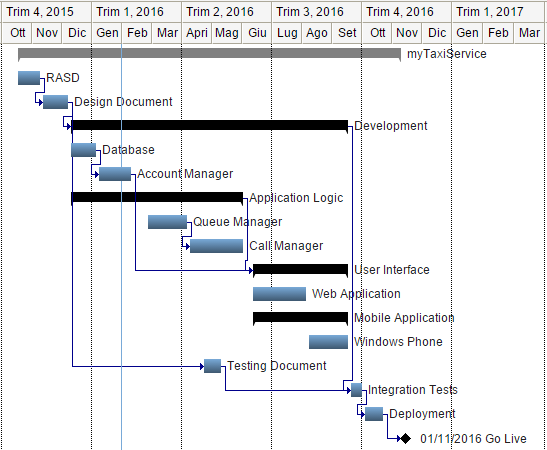 Trim 4, 2015 Trim 1, 2016 Trim 2, 2016 Trim 3, 2016 Trim 4, 2016 Trim 1, 2017
Ott Nov Dic Gen Feb Mar Apri Mag Giu Lug Ago Set Ott Nov Dic Gen Feb Mar
myTaxiService
RASD
Design Document
Development
Database
Account Manager
Application Logic
Queue Manager
Call Manager
User Interface
Web Application
Mobile Application
Windows Phone
Testing Document
Integration Tests
Deployment
01/11/2016 Go Live